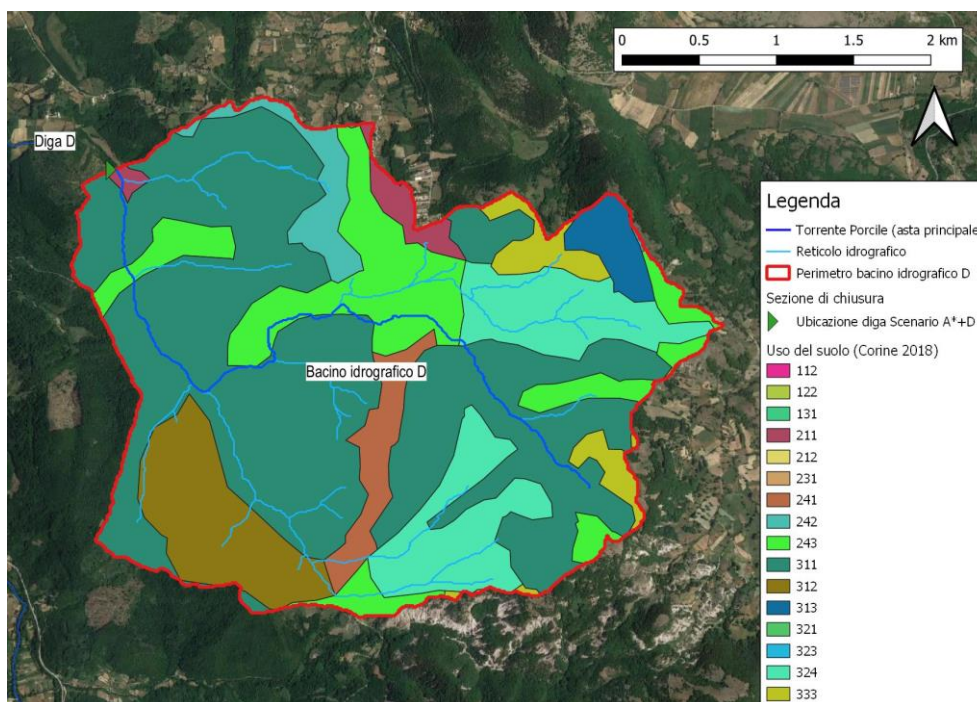 0 0.5 1 1.5 2 km
Diga D
Bacino idrografico D
Legenda
Torrente Porcile (asta principale
Reticolo idrografico
Perimetro bacino idrografico D
Sezione di chiusura
Ubicazione diga Scenario A*+D
Uso del suolo (Corine 2018)
112
122
131
211
212
231
241
242
243
311
312
313
321
323
324
333